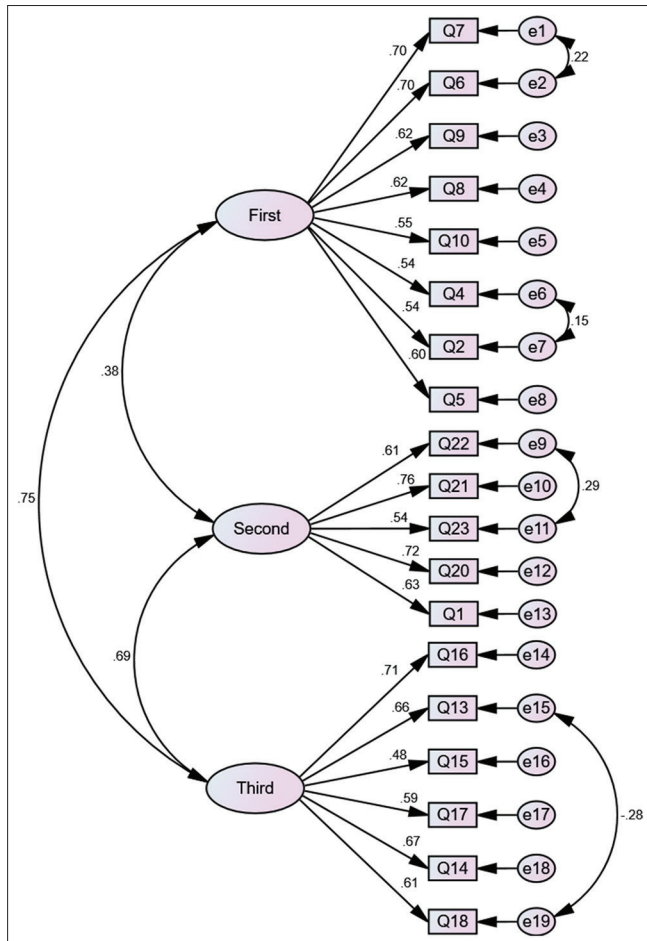 Q7 e1
.70
.22
Q6 e2
.70
Q9 e3
.62
Q8 e4
.62
First
.55
Q10 e5
.54
Q4 e6
.54
.15
Q2 e7
.60
.38
Q5 e8
Q22 e9
.61
.76
Q21 e10
.29
.75
Second
.54
Q23 e11
.72
Q20 e12
.63
Q1 e13
.69
Q16 e14
.71
.66
Q13 e15
.48
Q15 e16
Third
.59
Q17 e17
-.28
.67
Q14 e18
.61
Q18 e19